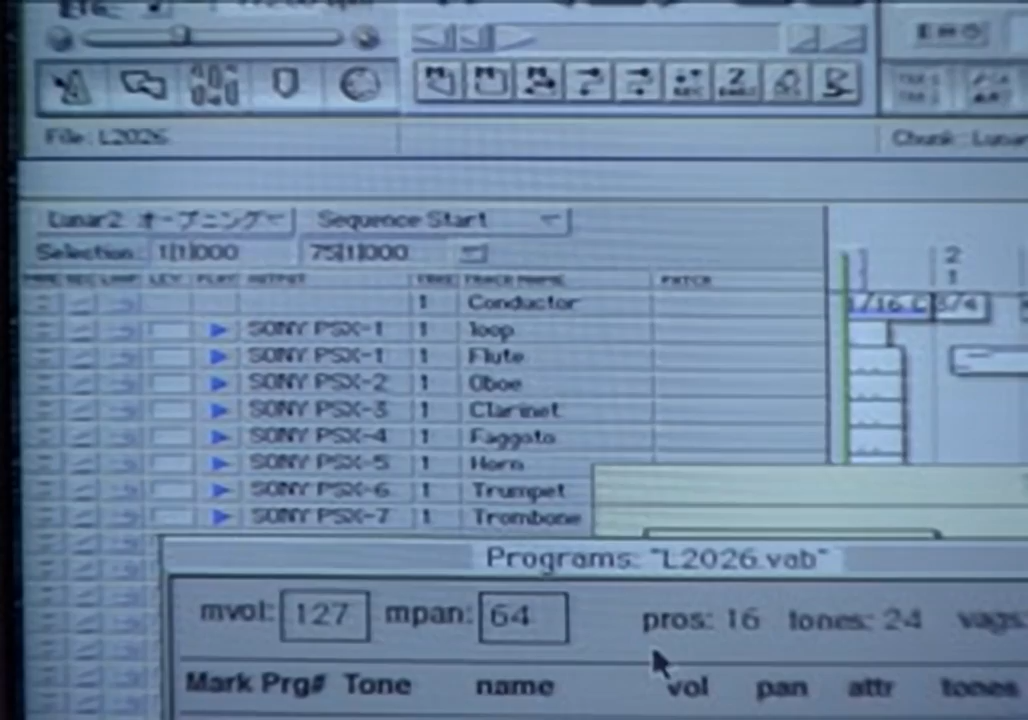 File: L2026
Chunk: Lunar
Lunar2 オープニング Sequence Start
Selection: 1|1|000 75|1|000
2
1
OUTPUT TRACK NAME PATCH
1 Conductor
SONY PSX-1 1 loop
SONY PSX-1 1 Flute
SONY PSX-2 1 Oboe
SONY PSX-3 1 Clarinet
SONY PSX-4 1 Faggoto
SONY PSX-5 1 Horn
SONY PSX-6 1 Trumpet
SONY PSX-7 1 Trombone
Programs: "L2026.vab"
mvol: 127 mpan: 64 pros: 16 tones: 24 vags:
Mark Prg# Tone name vol pan attr tones